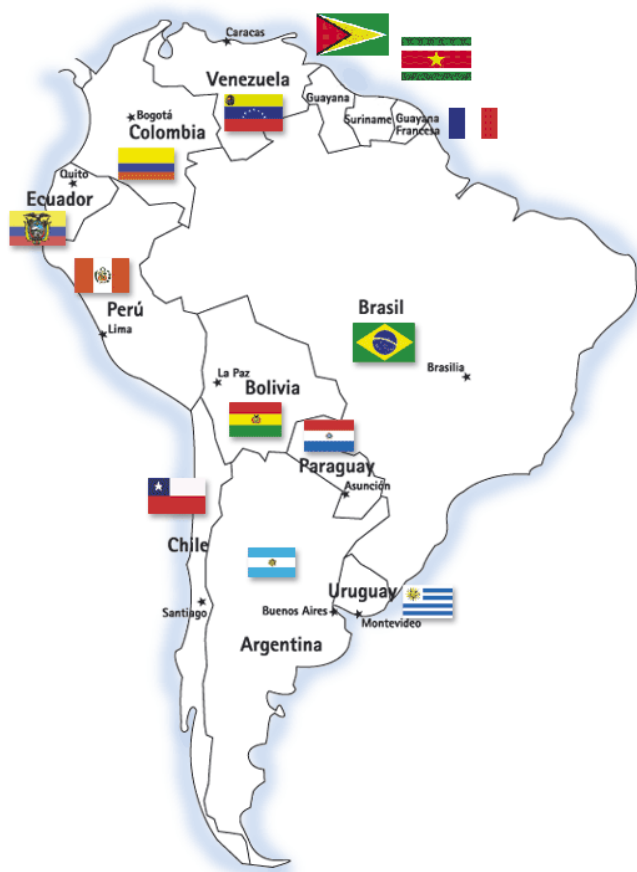 Caracas
Venezuela
Guayana
Suriname
Guayana
Francesa
Bogotá
Colombia
Quito
Ecuador
Perú
Lima
Brasil
Brasilia
La Paz
Bolivia
Paraguay
Asunción
Chile
Santiago
Uruguay
Buenos Aires
Montevideo
Argentina